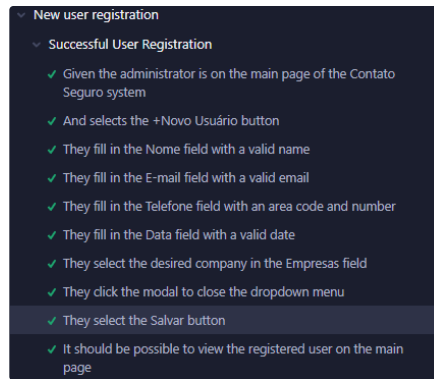 New user registration
Successful User Registration
Given the administrator is on the main page of the Contato
Seguro system
And selects the +Novo Usuário button
They fill in the Nome field with a valid name
They fill in the E-mail field with a valid email
They fill in the Telefone field with an area code and number
They fill in the Data field with a valid date
They select the desired company in the Empresas field
They click the modal to close the dropdown menu
They select the Salvar button
It should be possible to view the registered user on the main
page